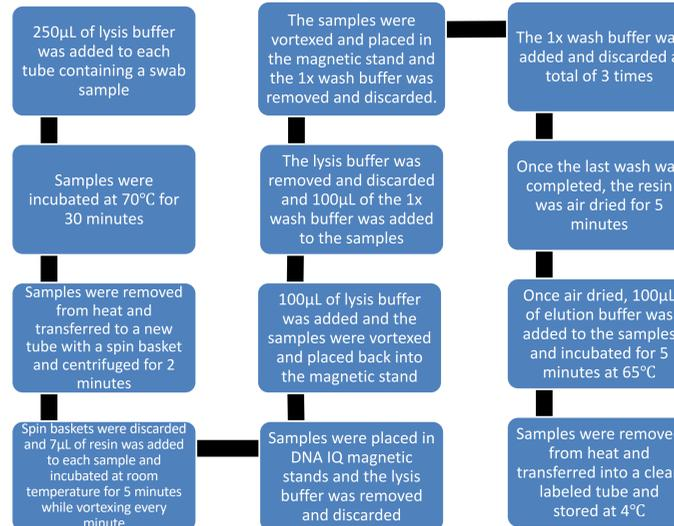 250µL of lysis buffer
was added to each
tube containing a swab
sample
Samples were
incubated at 70℃ for
30 minutes
Samples were removed
from heat and
transferred to a new
tube with a spin basket
and centrifuged for 2
minutes
Spin baskets were discarded
and 7µL of resin was added
to each sample and
incubated at room
temperature for 5 minutes
while vortexing every
minute
Samples were placed in
DNA IQ magnetic
stands and the lysis
buffer was removed
and discarded
100µL of lysis buffer
was added and the
samples were vortexed
and placed back into
the magnetic stand
The lysis buffer was
removed and discarded
and 100µL of the 1x
wash buffer was added
to the samples
The samples were
vortexed and placed in
the magnetic stand and
the 1x wash buffer was
removed and discarded.
The 1x wash buffer
added and discarded
total of 3 times
Once the last wash
completed, the resin
was air dried for 5
minutes
Once air dried, 100µL
of elution buffer was
added to the samples
and incubated for 5
minutes at 65℃
Samples were
from heat and
transferred into a
labeled tube and
stored at 4℃